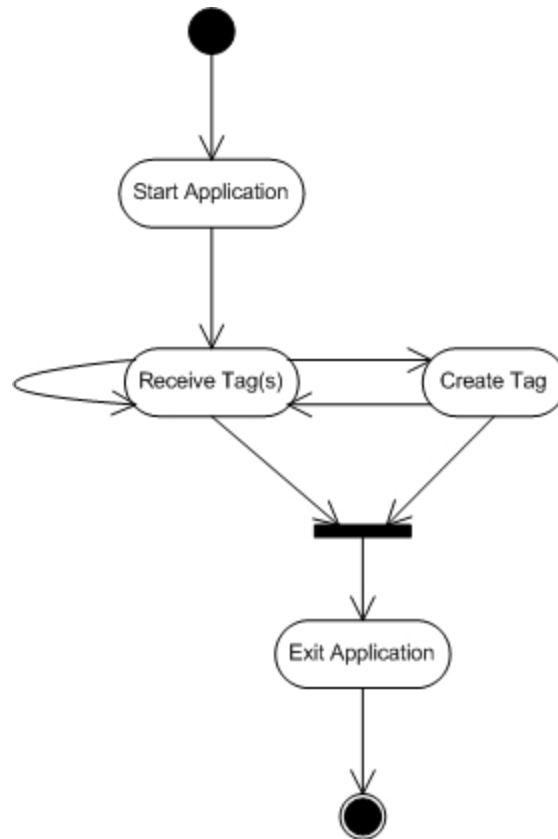 Start Application
Receive Tag(s)
Create Tag
Exit Application